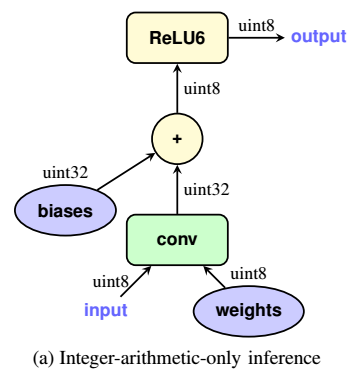 ReLU6
uint8
output
uint8
+
uint32
biases
uint32
conv
uint8
uint8
input
weights
(a) Integer-arithmetic-only inference